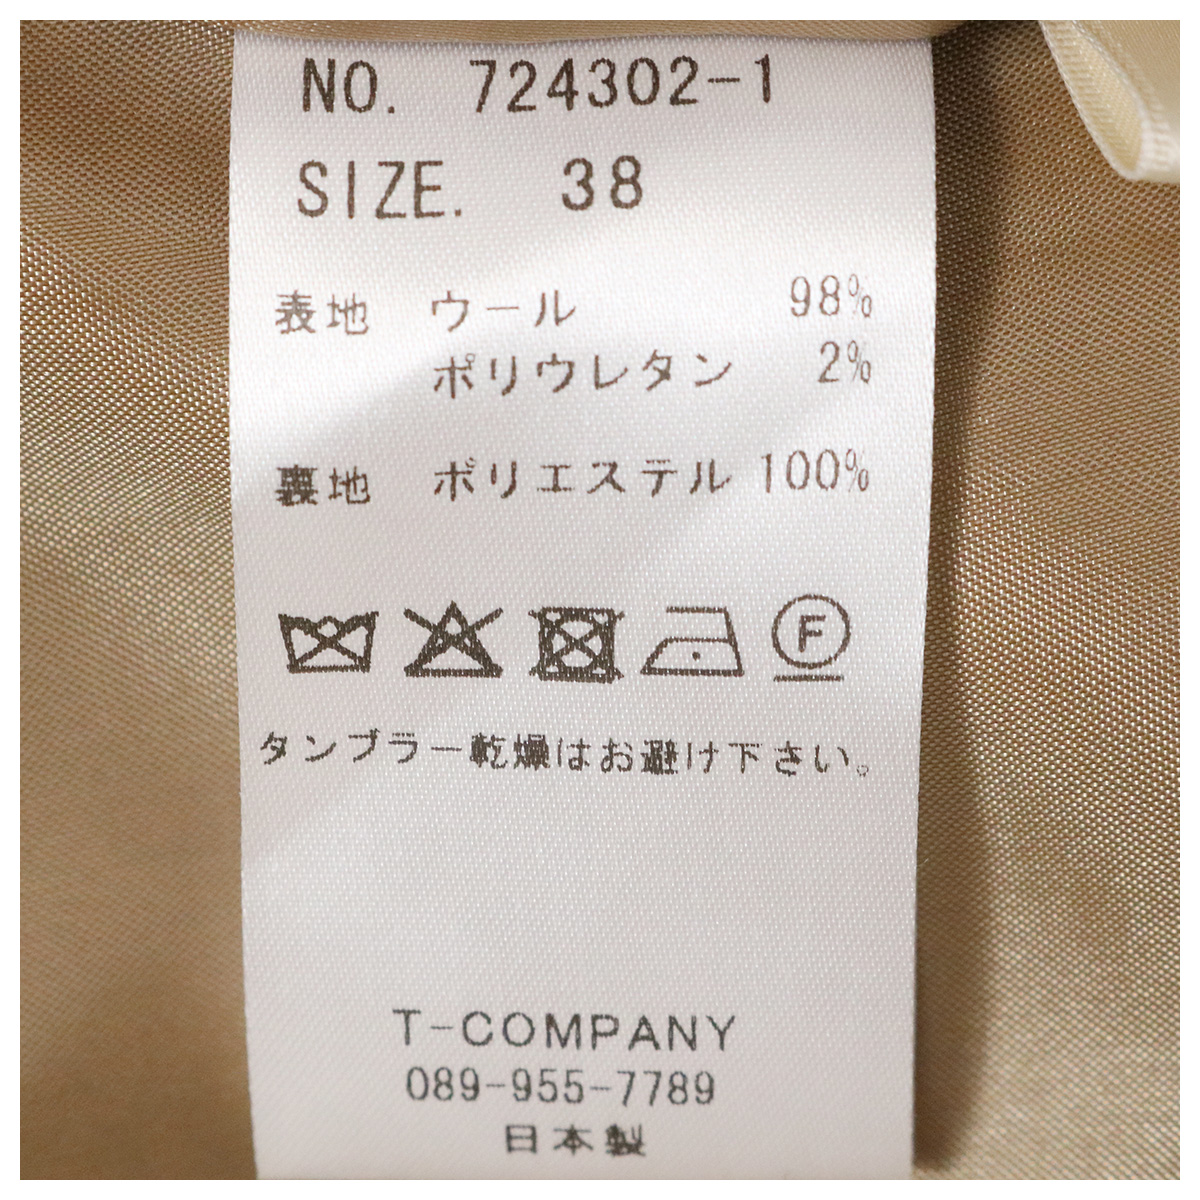 NO. 724302-1
SIZE. 38
表地 ウール 98%
ポリウレタン 2%
裏地 ポリエステル 100%
F
タンブラー乾燥はお避け下さい。
T-COMPANY
089-955-7789
日本製